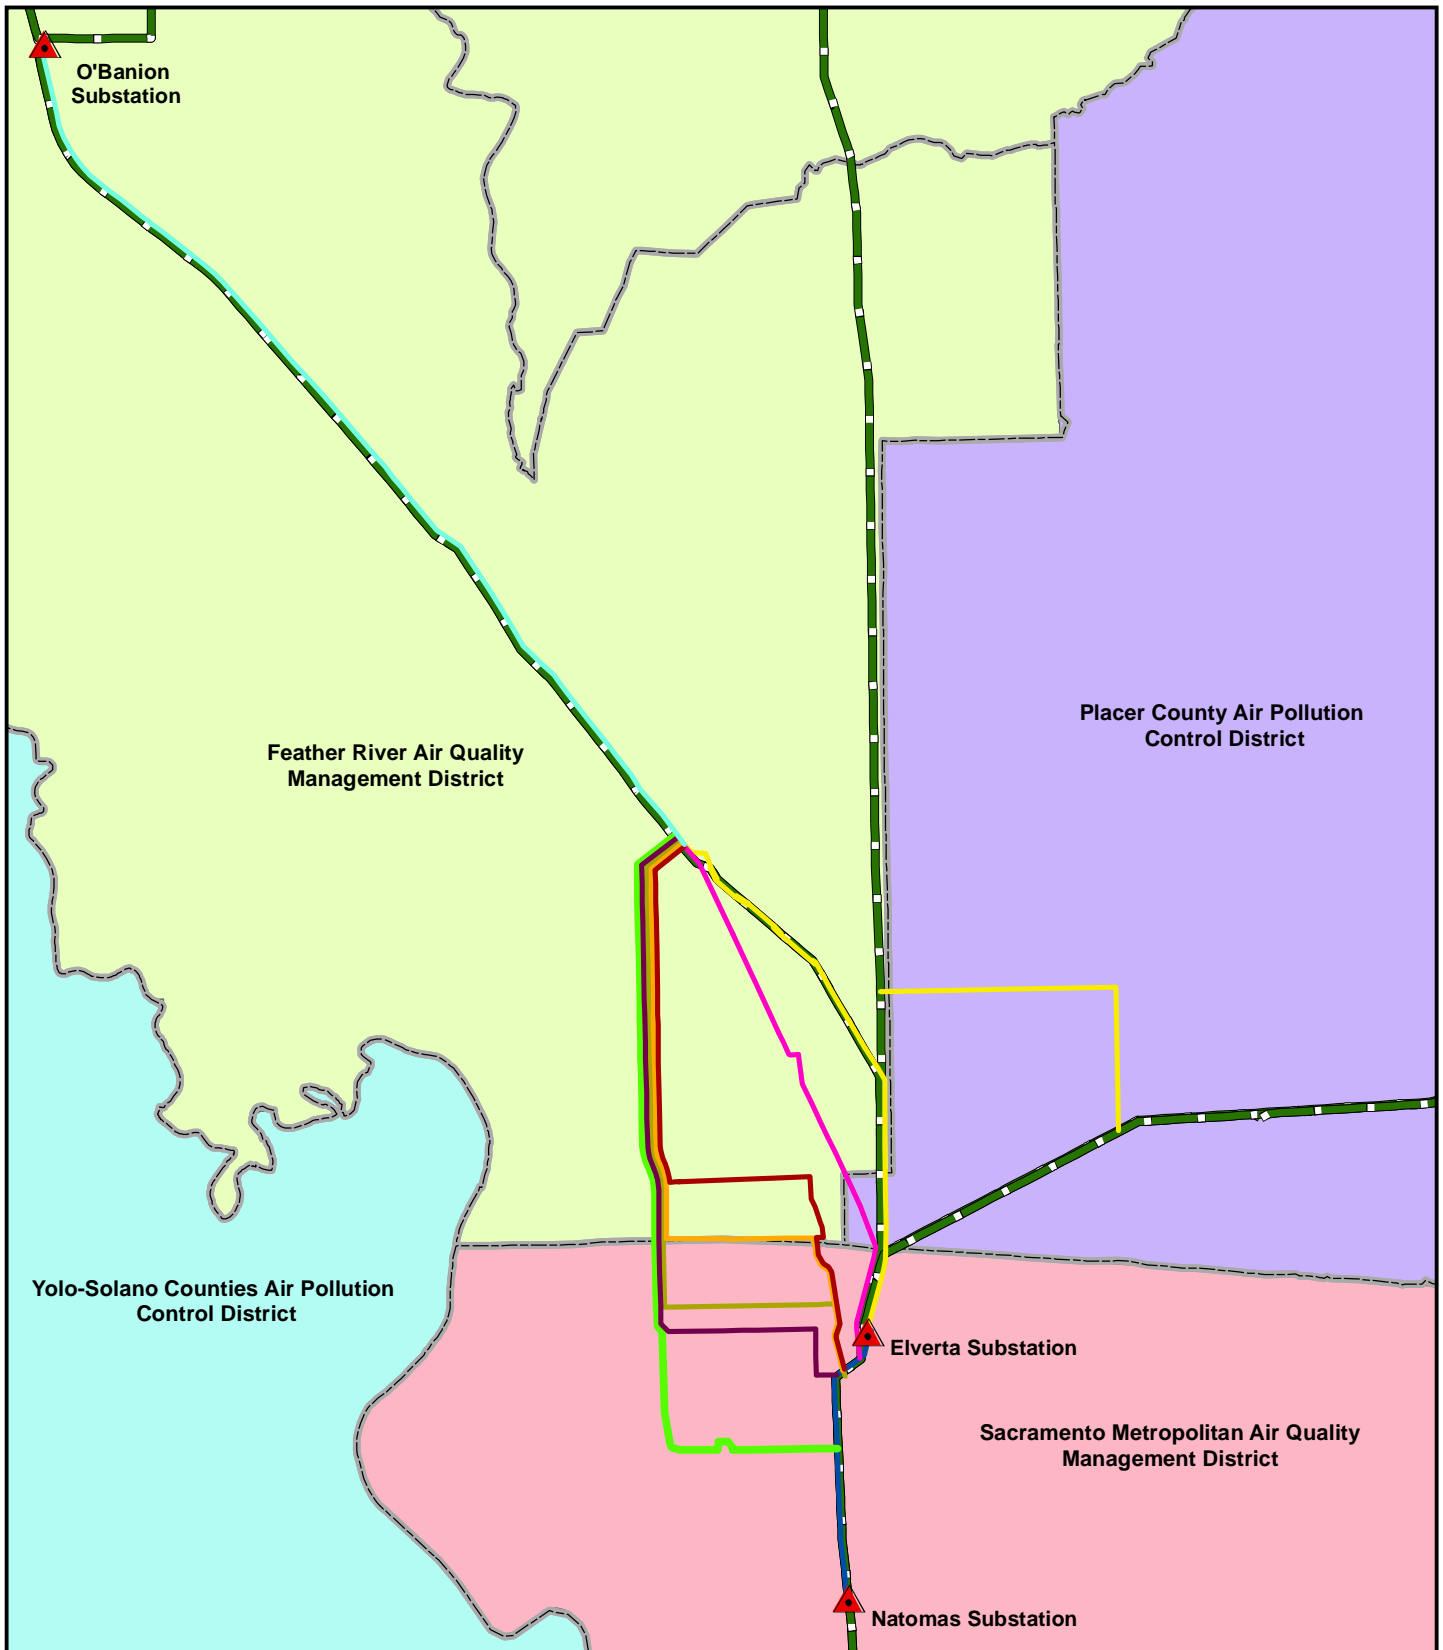 O'Banion
Substation
Placer County Air Pollution
Control District
Feather River Air Quality
Management District
Yolo-Solano Counties Air Pollution
Control District
Elverta Substation
Sacramento Metropolitan Air Quality
Management District
Natomas Substation